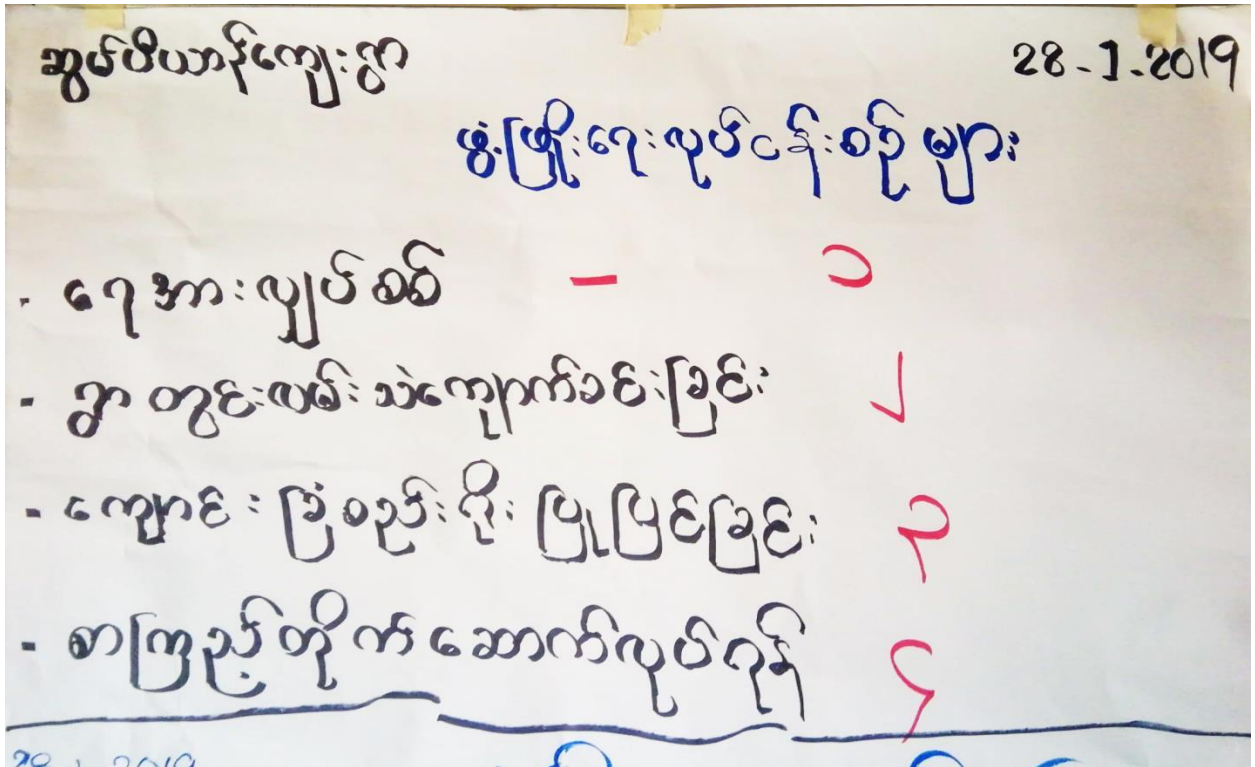 ဆွမ်ပီယာန်ကျေးရွာ 28-1-2019
ဖွံ့ဖြိုးရေးလုပ်ငန်းစဉ်များ
- ရေအားလျှပ်စစ် - ၁
- ရွာတွင်းလမ်းသဲကျောက်ခင်းခြင်း ၂
- ကျောင်းခြံစည်းရိုးပြုပြင်ခြင်း ၃
- စာကြည့်တိုက်ဆောက်လုပ်ရန် ၄